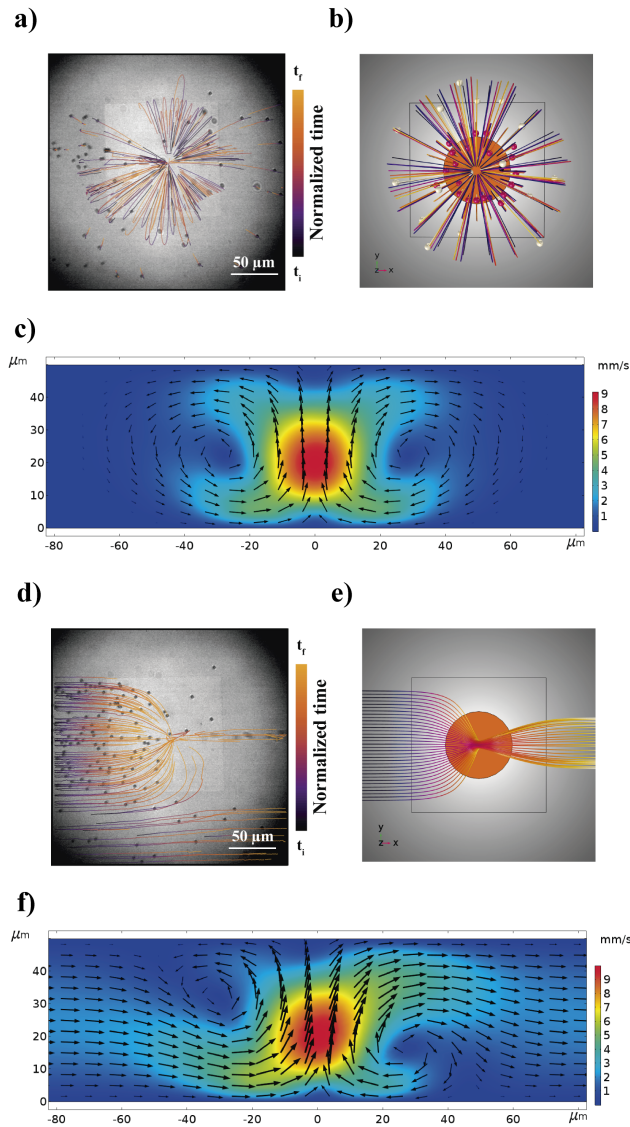 a)
b)
t_f
Normalized time
50 µm
t_i
y
z x
c)
µm
mm/s
9
8
7
6
5
4
3
2
1
40
30
20
10
0
-80 -60 -40 -20 0 20 40 60 µm
d)
e)
t_f
Normalized time
50 µm
t_i
y
z x
f)
µm
mm/s
9
8
7
6
5
4
3
2
1
40
30
20
10
0
-80 -60 -40 -20 0 20 40 60 µm